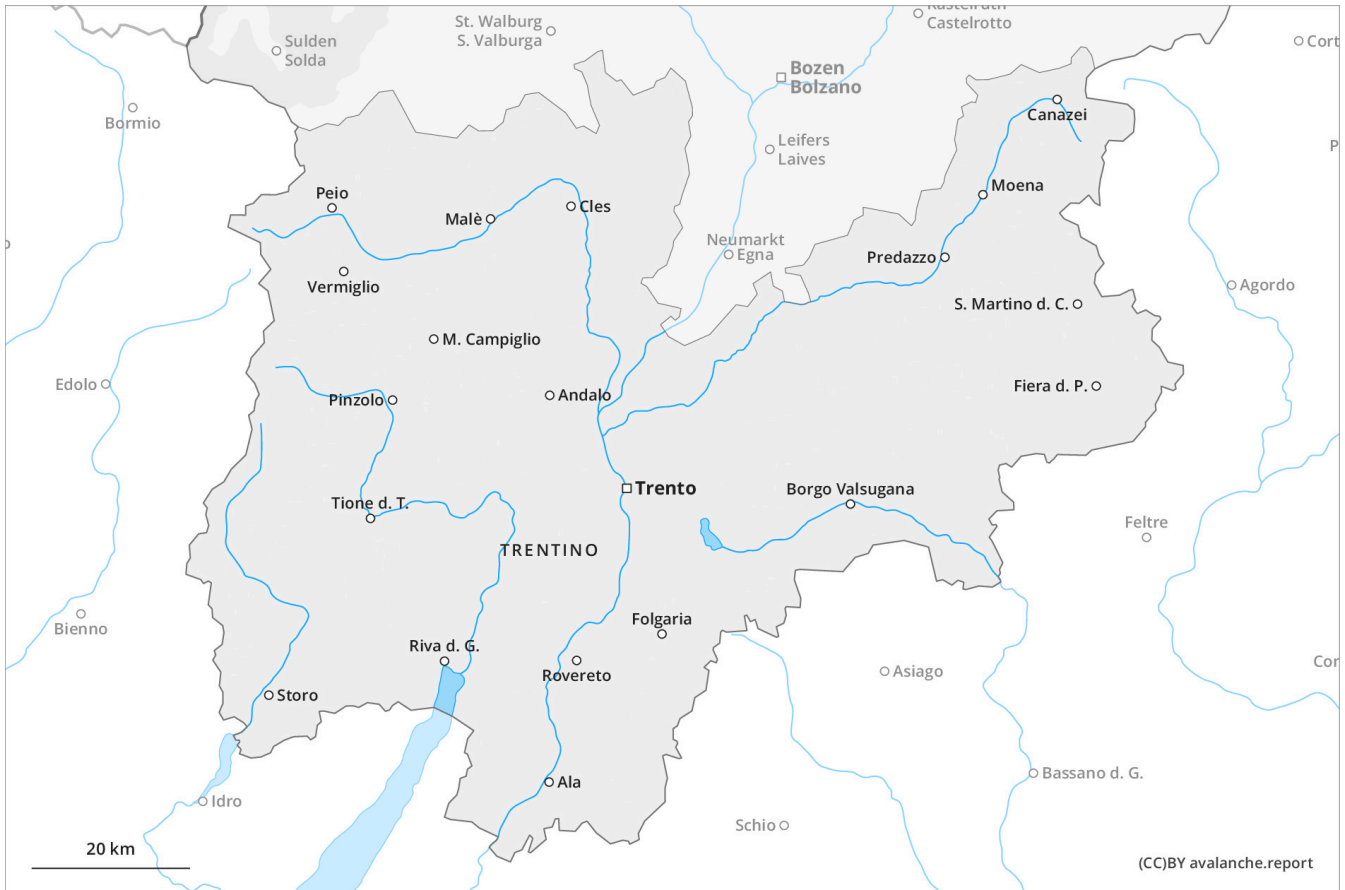 Kastelruth
Castelrotto
St. Walburg
S. Valburga
Sulden
Solda
Cort
Bozen
Bolzano
Bormio
Canazei
Leifers
Laives
P
Moena
Peio
Malè
Cles
Neumarkt
Egna
Predazzo
Vermiglio
Agordo
S. Martino d. C.
M. Campiglio
Edolo
Pinzolo
Andalo
Fiera d. P.
Trento
Borgo Valsugana
Tione d. T.
Feltre
TRENTINO
Bienno
Folgaria
Riva d. G.
Rovereto
Asiago
Cor
Storo
Ala
Bassano d. G.
Idro
Schio
20 km
(CC)BY avalanche.report